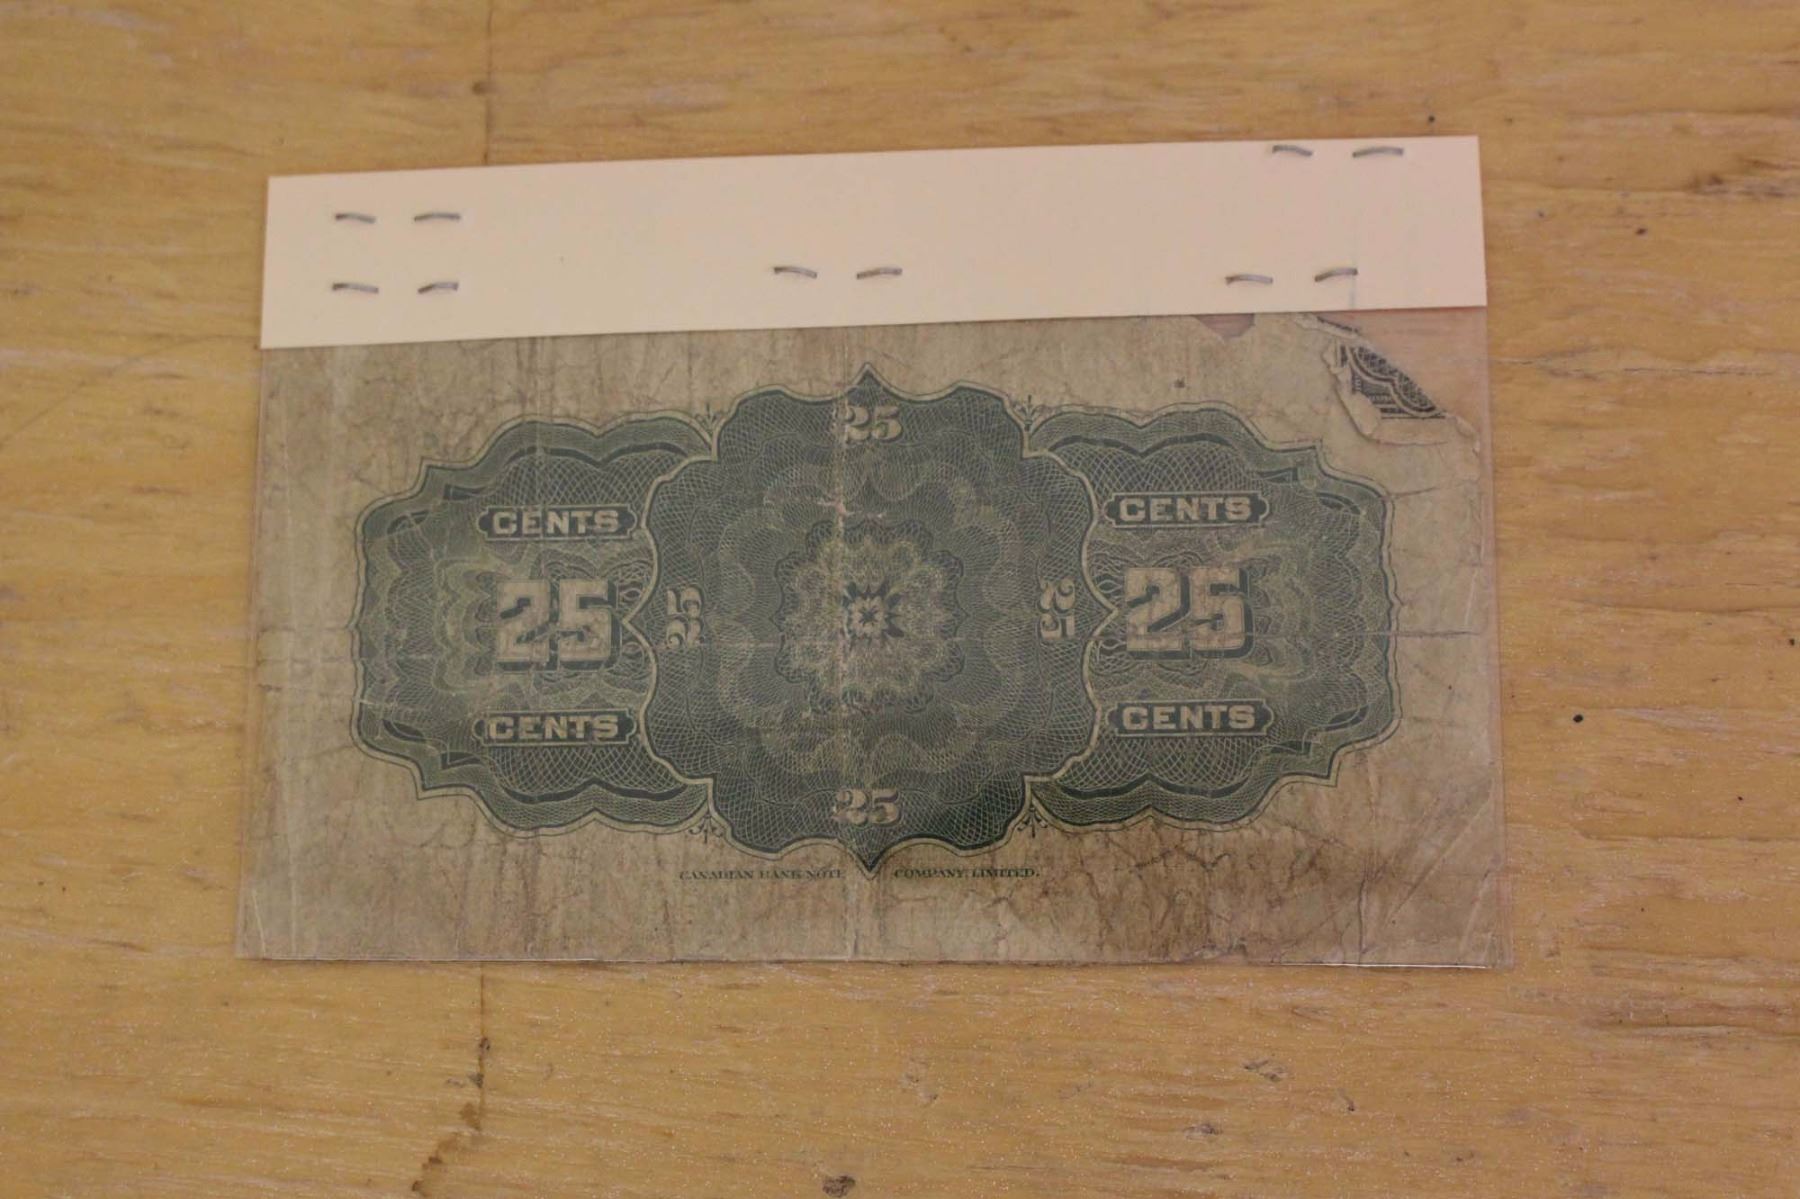 25
CENTS CENTS
25 25 25 25
CENTS CENTS
25
CANADIAN BANK NOTE COMPANY, LIMITED.